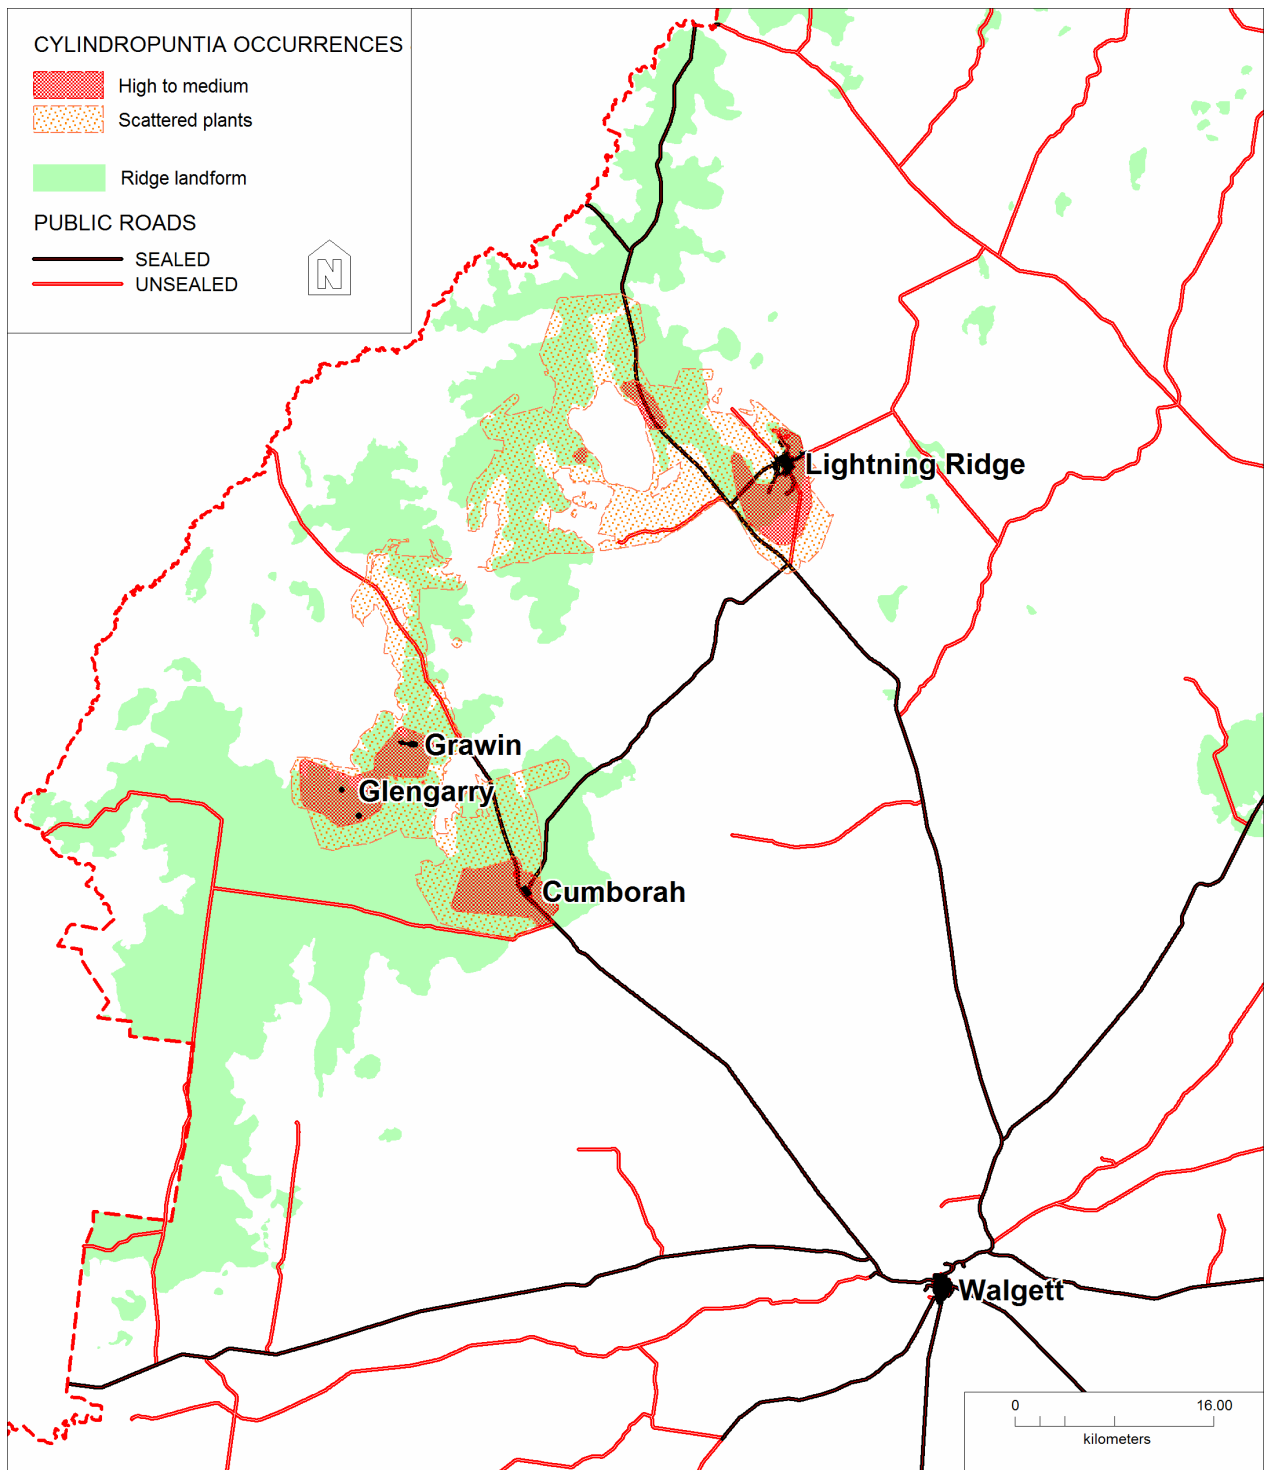 CYLINDROPUNTIA OCCURRENCES
High to medium
Scattered plants
Ridge landform
PUBLIC ROADS
SEALED
UNSEALED
N
Lightning Ridge
Grawin
Glengarry
Cumborah
Walgett
0 16.00
kilometers